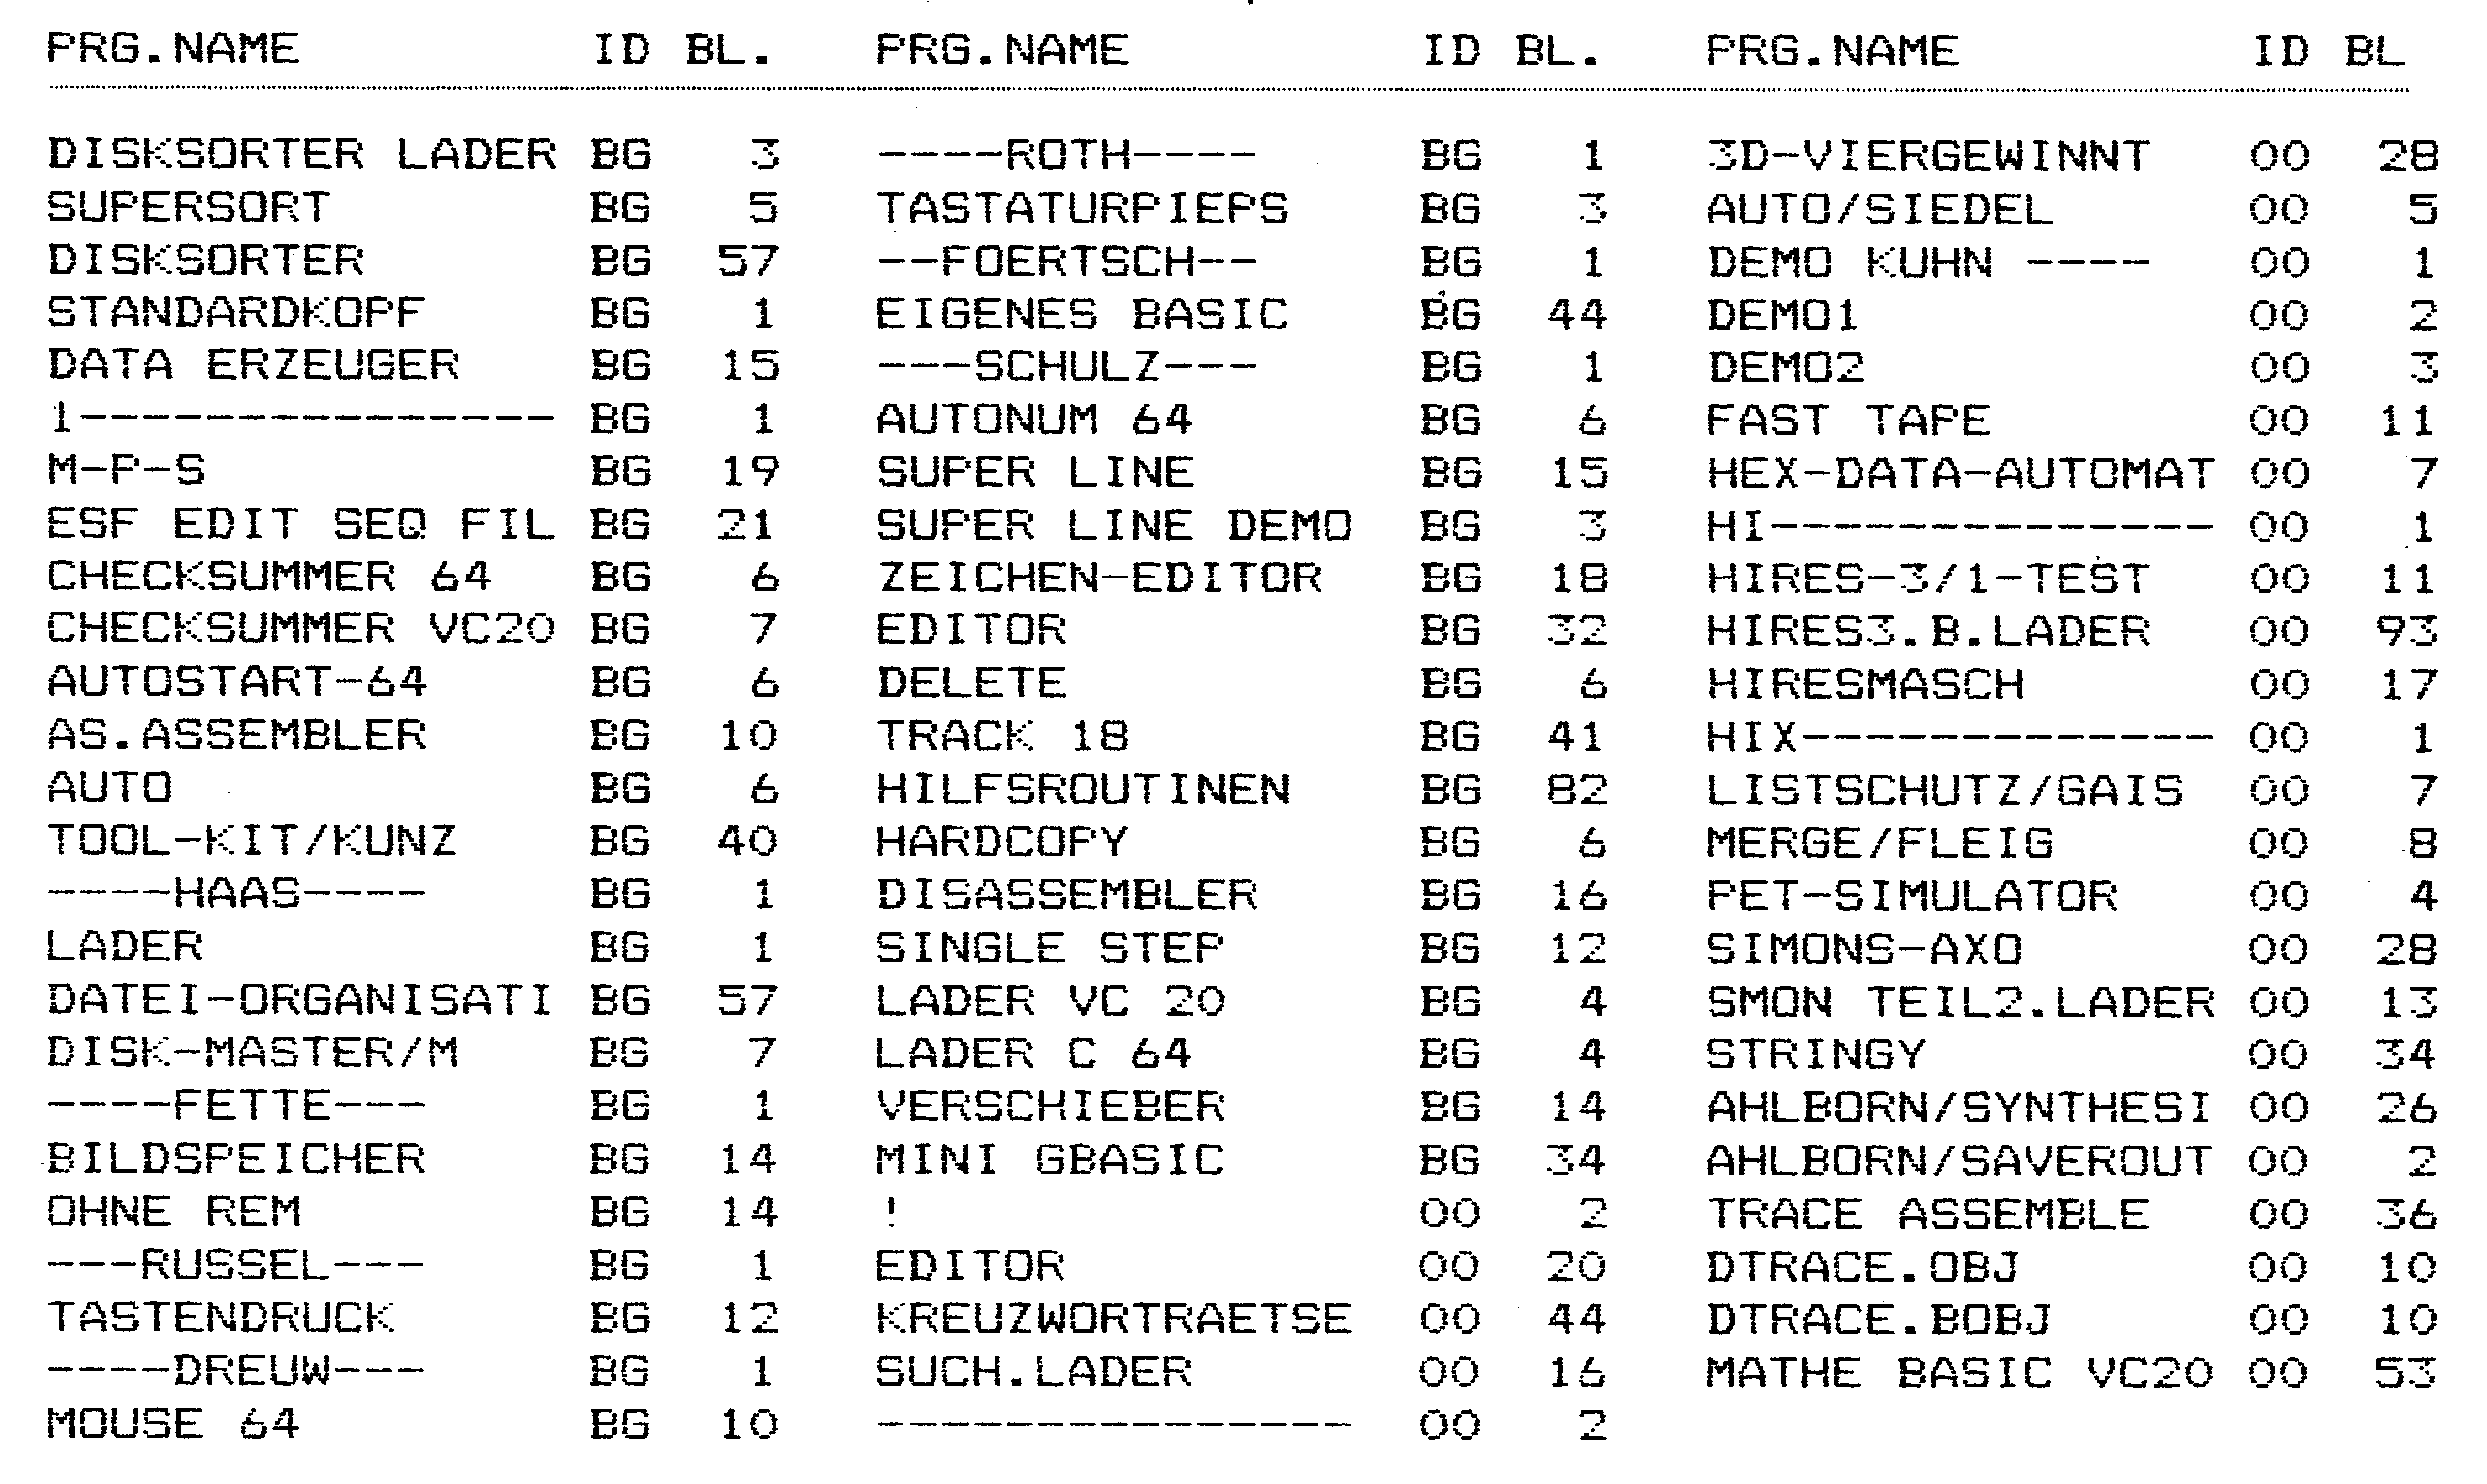 PRG.NAME ID BL. PRG.NAME ID BL. PRG.NAME ID BL
DISKSORTER LADER BG 3 ----ROTH---- BG 1 3D-VIERGEWINNT 00 28
SUPERSORT BG 5 TASTATURPIEPS BG 3 AUTO/SIEDEL 00 5
DISKSORTER BG 57 --FOERTSCH-- BG 1 DEMO KUHN ---- 00 1
STANDARDKOPF BG 1 EIGENES BASIC BG 44 DEMO1 00 2
DATA ERZEUGER BG 15 ---SCHULZ--- BG 1 DEMO2 00 3
1--------------- BG 1 AUTONUM 64 BG 6 FAST TAPE 00 11
M-P-S BG 19 SUPER LINE BG 15 HEX-DATA-AUTOMAT 00 7
ESF EDIT SEQ FIL BG 21 SUPER LINE DEMO BG 3 HI-------------- 00 1
CHECKSUMMER 64 BG 6 ZEICHEN-EDITOR BG 18 HIRES-3/1-TEST 00 11
CHECKSUMMER VC20 BG 7 EDITOR BG 32 HIRES3.B.LADER 00 93
AUTOSTART-64 BG 6 DELETE BG 6 HIRESMASCH 00 17
AS.ASSEMBLER BG 10 TRACK 18 BG 41 HIX------------- 00 1
AUTO BG 6 HILFSROUTINEN BG 82 LISTSCHUTZ/GAIS 00 7
TOOL-KIT/KUNZ BG 40 HARDCOPY BG 6 MERGE/FLEIG 00 8
----HAAS---- BG 1 DISASSEMBLER BG 16 PET-SIMULATOR 00 4
LADER BG 1 SINGLE STEP BG 12 SIMONS-AXO 00 28
DATEI-ORGANISATI BG 57 LADER VC 20 BG 4 SMON TEIL2.LADER 00 13
DISK-MASTER/M BG 7 LADER C 64 BG 4 STRINGY 00 34
----FETTE--- BG 1 VERSCHIEBER BG 14 AHLBORN/SYNTHESI 00 26
BILDSPEICHER BG 14 MINI GBASIC BG 34 AHLBORN/SAVEROUT 00 2
OHNE REM BG 14 ! 00 2 TRACE ASSEMBLE 00 36
---RUSSEL--- BG 1 EDITOR 00 20 DTRACE.OBJ 00 10
TASTENDRUCK BG 12 KREUZWORTRAETSE 00 44 DTRACE.BOBJ 00 10
----DREUW--- BG 1 SUCH.LADER 00 16 MATHE BASIC VC20 00 53
MOUSE 64 BG 10 --------------- 00 2